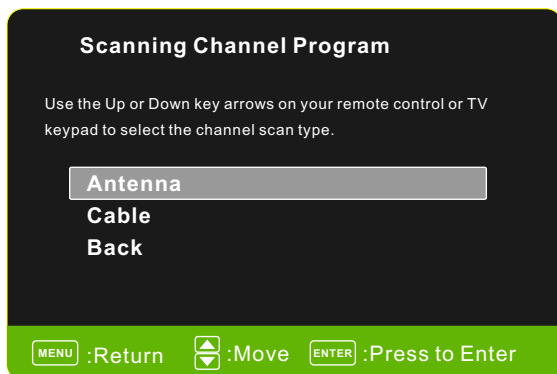 Scanning Channel Program
Use the Up or Down key arrows on your remote control or TV
keypad to select the channel scan type.
Antenna
Cable
Back
MENU :Return :Move ENTER :Press to Enter